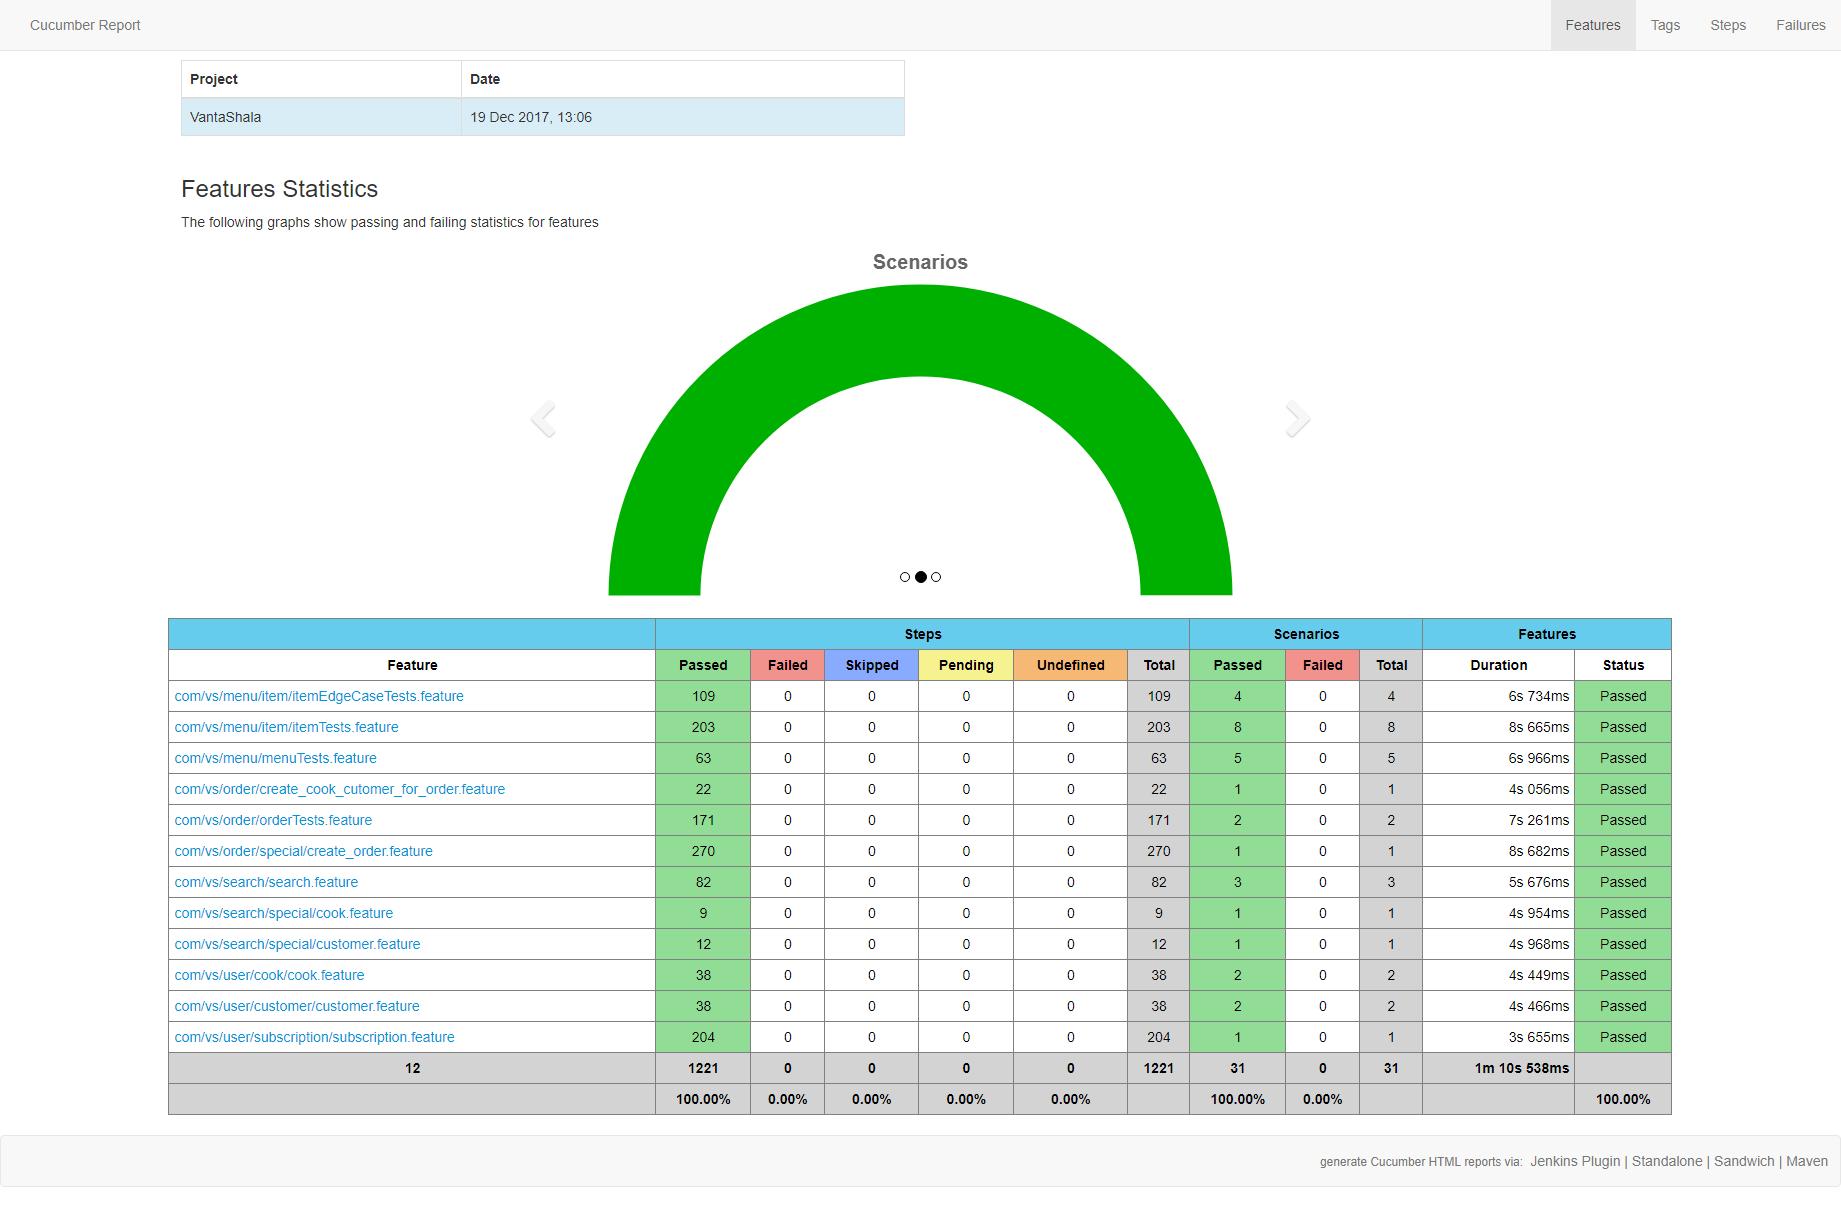 Cucumber Report Features Tags Steps Failures
Project Date
VantaShala 19 Dec 2017, 13:06
Features Statistics
The following graphs show passing and failing statistics for features
Scenarios
Steps Scenarios Features
Feature Passed Failed Skipped Pending Undefined Total Passed Failed Total Duration Status
com/vs/menu/item/itemEdgeCaseTests.feature 109 0 0 0 0 109 4 0 4 6s 734ms Passed
com/vs/menu/item/itemTests.feature 203 0 0 0 0 203 8 0 8 8s 665ms Passed
com/vs/menu/menuTests.feature 63 0 0 0 0 63 5 0 5 6s 966ms Passed
com/vs/order/create_cook_cutomer_for_order.feature 22 0 0 0 0 22 1 0 1 4s 056ms Passed
com/vs/order/orderTests.feature 171 0 0 0 0 171 2 0 2 7s 261ms Passed
com/vs/order/special/create_order.feature 270 0 0 0 0 270 1 0 1 8s 682ms Passed
com/vs/search/search.feature 82 0 0 0 0 82 3 0 3 5s 676ms Passed
com/vs/search/special/cook.feature 9 0 0 0 0 9 1 0 1 4s 954ms Passed
com/vs/search/special/customer.feature 12 0 0 0 0 12 1 0 1 4s 968ms Passed
com/vs/user/cook/cook.feature 38 0 0 0 0 38 2 0 2 4s 449ms Passed
com/vs/user/customer/customer.feature 38 0 0 0 0 38 2 0 2 4s 466ms Passed
com/vs/user/subscription/subscription.feature 204 0 0 0 0 204 1 0 1 3s 655ms Passed
12 1221 0 0 0 0 1221 31 0 31 1m 10s 538ms
100.00% 0.00% 0.00% 0.00% 0.00% 100.00% 0.00% 100.00%
generate Cucumber HTML reports via: Jenkins Plugin | Standalone | Sandwich | Maven